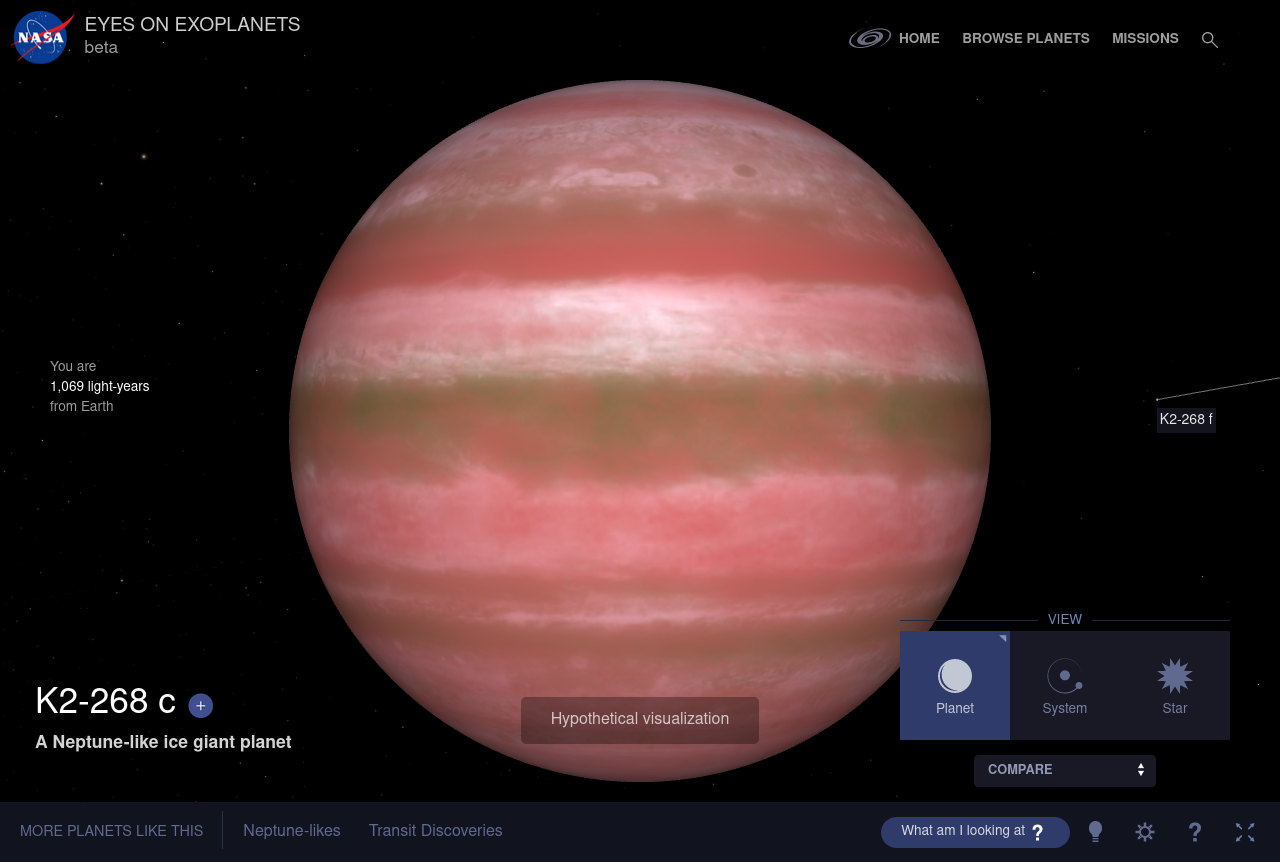 NASA
EYES ON EXOPLANETS
beta
HOME
BROWSE PLANETS
MISSIONS
You are
1,069 light-years
from Earth
K2-268 f
VIEW
Planet
System
Star
COMPARE
K2-268 c +
A Neptune-like ice giant planet
Hypothetical visualization
MORE PLANETS LIKE THIS
Neptune-likes
Transit Discoveries
What am I looking at ?
?